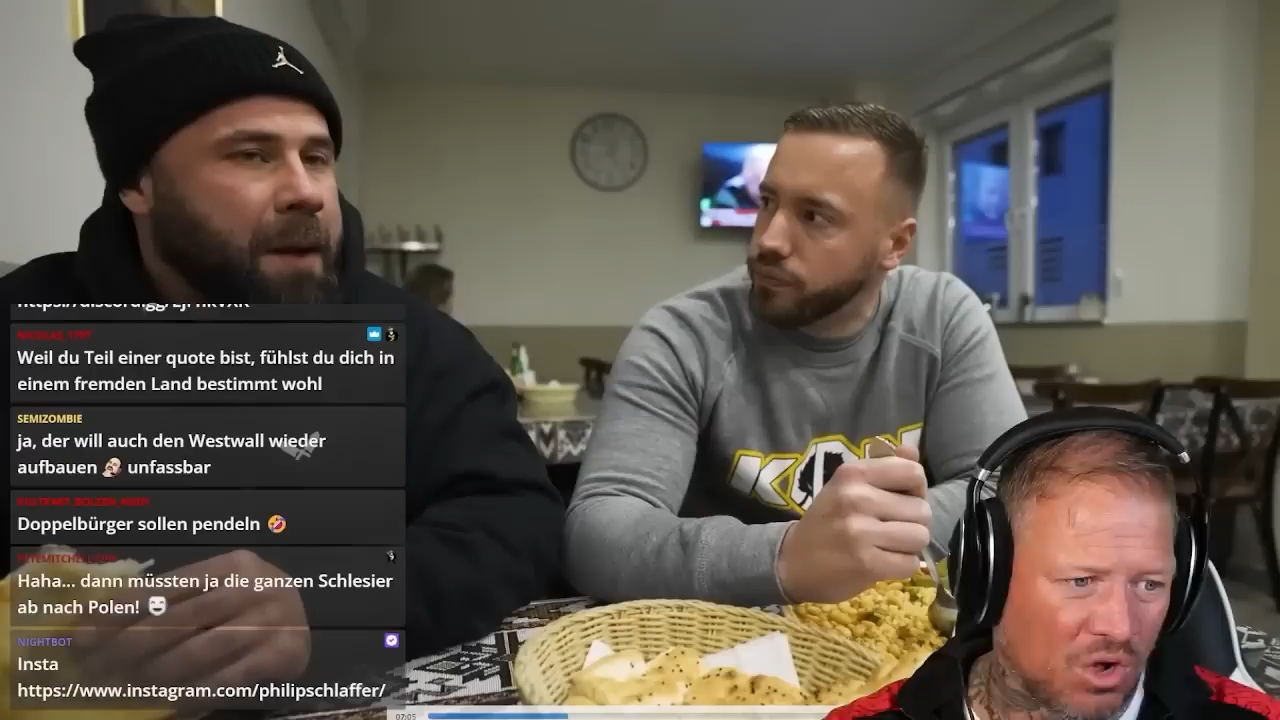 Weil du Teil einer quote bist, fühlst du dich in
einem fremden Land bestimmt wohl
SEMIZOMBIE
ja, der will auch den Westwall wieder
aufbauen unfassbar
Doppelbürger sollen pendeln
Haha... dann müssten ja die ganzen Schlesier
ab nach Polen!
NIGHTBOT
Insta
https://www.instagram.com/philipschlaffer/
07:05